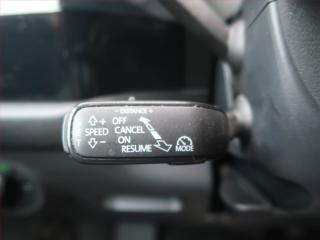 - DISTANCE +
+ OFF
E SPEED CANCEL
T - ON
RESUME MODE